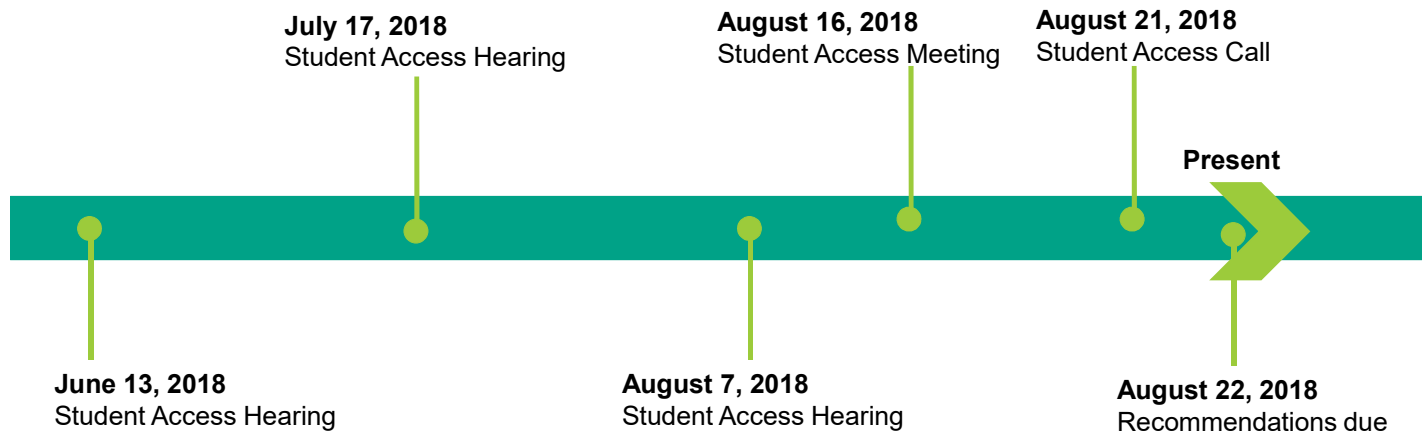 July 17, 2018
Student Access Hearing
August 16, 2018
Student Access Meeting
August 21, 2018
Student Access Call
Present
June 13, 2018
Student Access Hearing
August 7, 2018
Student Access Hearing
August 22, 2018
Recommendations due